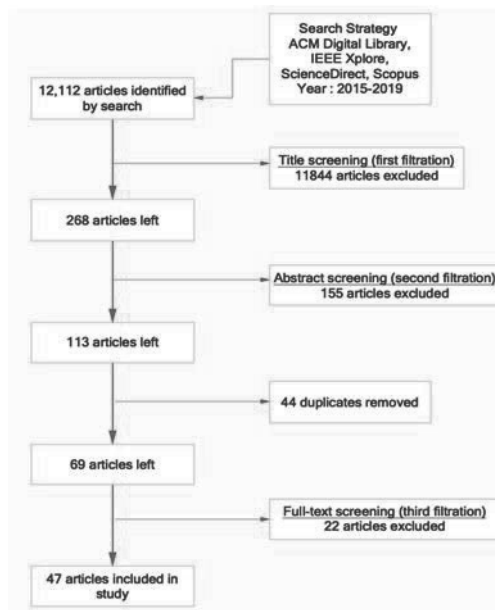 Search Strategy
ACM Digital Library,
IEEE Xplore,
ScienceDirect, Scopus
Year : 2015-2019
12,112 articles identified
by search
Title screening (first filtration)
11844 articles excluded
268 articles left
Abstract screening (second filtration)
155 articles excluded
113 articles left
44 duplicates removed
69 articles left
Full-text screening (third filtration)
22 articles excluded
47 articles included in
study